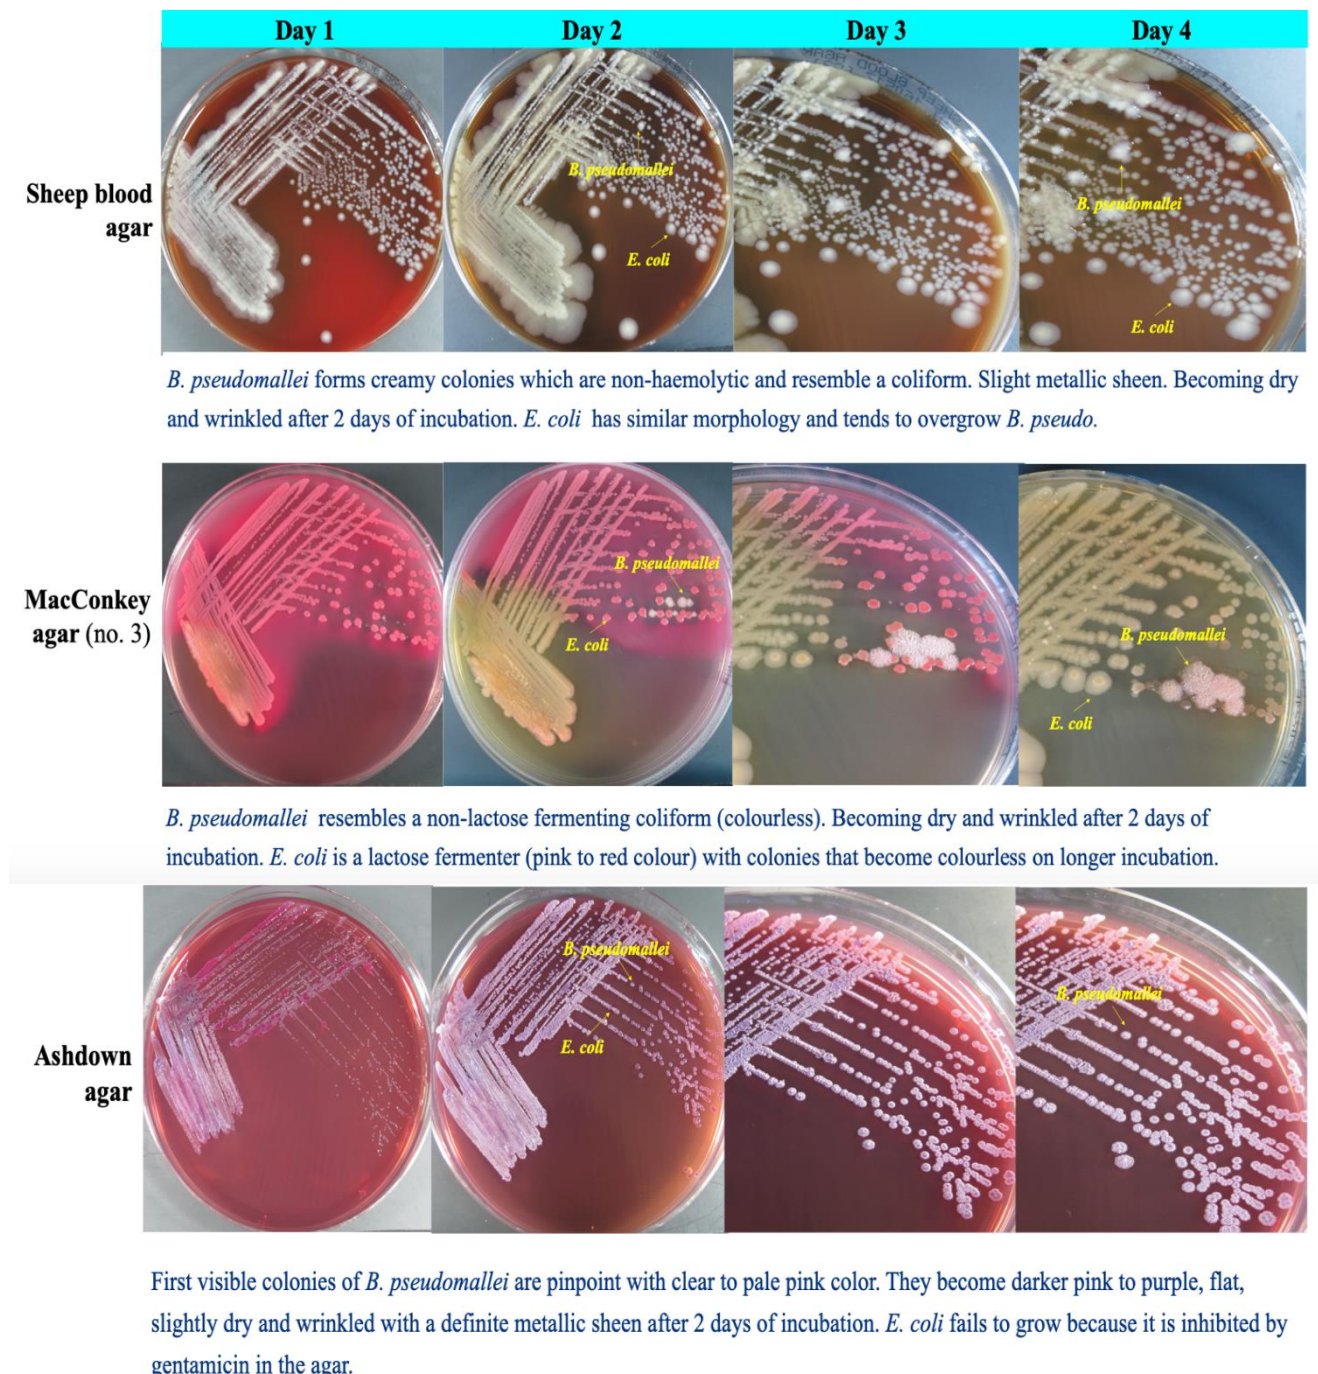 Day 1 Day 2 Day 3 Day 4
Sheep blood
agar
B. pseudomallei
E. coli
B. pseudomallei
E. coli
B. pseudomallei forms creamy colonies which are non-haemolytic and resemble a coliform. Slight metallic sheen. Becoming dry
and wrinkled after 2 days of incubation. E. coli has similar morphology and tends to overgrow B. pseudo.
MacConkey
agar (no. 3)
B. pseudomallei
E. coli
B. pseudomallei
E. coli
B. pseudomallei resembles a non-lactose fermenting coliform (colourless). Becoming dry and wrinkled after 2 days of
incubation. E. coli is a lactose fermenter (pink to red colour) with colonies that become colourless on longer incubation.
Ashdown
agar
B. pseudomallei
E. coli
B. pseudomallei
First visible colonies of B. pseudomallei are pinpoint with clear to pale pink color. They become darker pink to purple, flat,
slightly dry and wrinkled with a definite metallic sheen after 2 days of incubation. E. coli fails to grow because it is inhibited by
gentamicin in the agar.